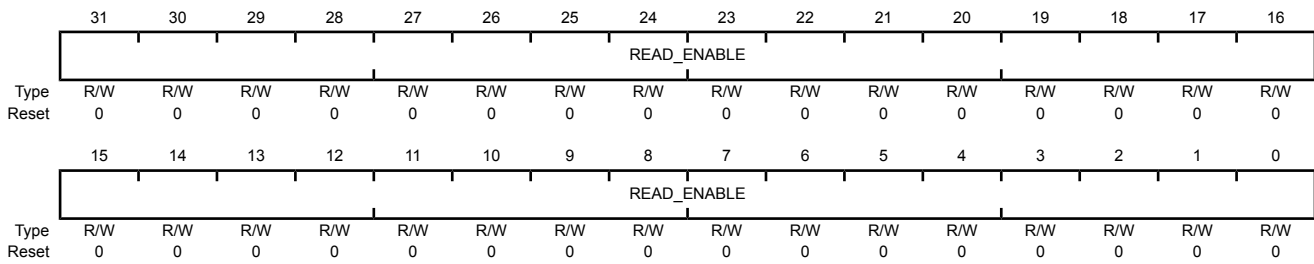 31 30 29 28 27 26 25 24 23 22 21 20 19 18 17 16
READ_ENABLE
Type R/W R/W R/W R/W R/W R/W R/W R/W R/W R/W R/W R/W R/W R/W R/W R/W
Reset 0 0 0 0 0 0 0 0 0 0 0 0 0 0 0 0
15 14 13 12 11 10 9 8 7 6 5 4 3 2 1 0
READ_ENABLE
Type R/W R/W R/W R/W R/W R/W R/W R/W R/W R/W R/W R/W R/W R/W R/W R/W
Reset 0 0 0 0 0 0 0 0 0 0 0 0 0 0 0 0